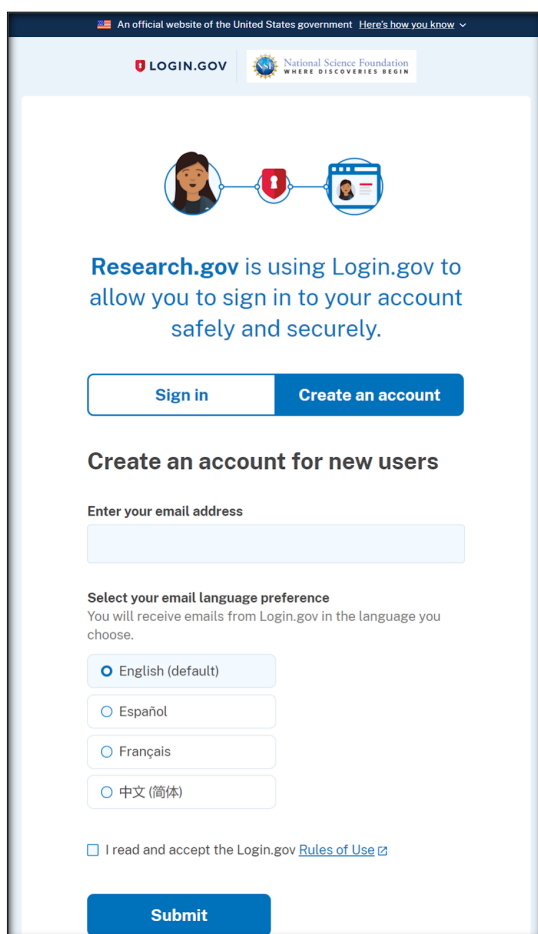 An official website of the United States government Here's how you know
LOGIN.GOV
NSF
National Science Foundation
WHERE DISCOVERIES BEGIN
Research.gov is using Login.gov to
allow you to sign in to your account
safely and securely.
Sign in
Create an account
Create an account for new users
Enter your email address
Select your email language preference
You will receive emails from Login.gov in the language you
choose.
English (default)
Español
Français
中文 (简体)
I read and accept the Login.gov Rules of Use
Submit